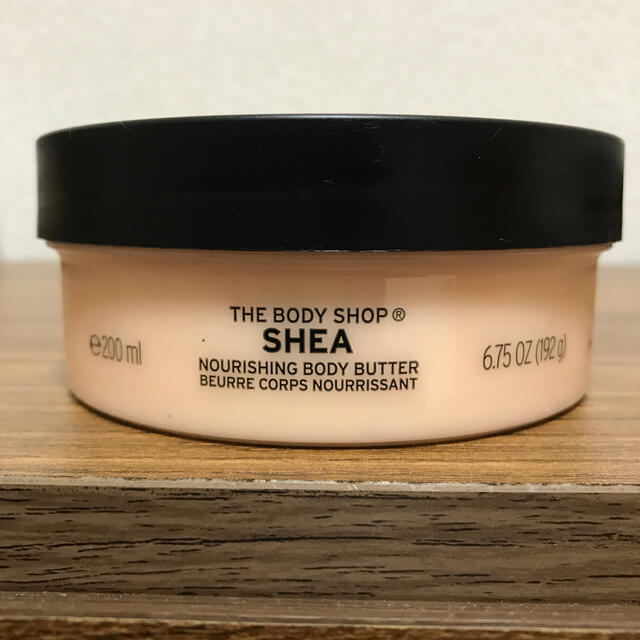 THE BODY SHOP®
SHEA
NOURISHING BODY BUTTER
BEURRE CORPS NOURRISSANT
℮200 ml
6.75 OZ (192 g)